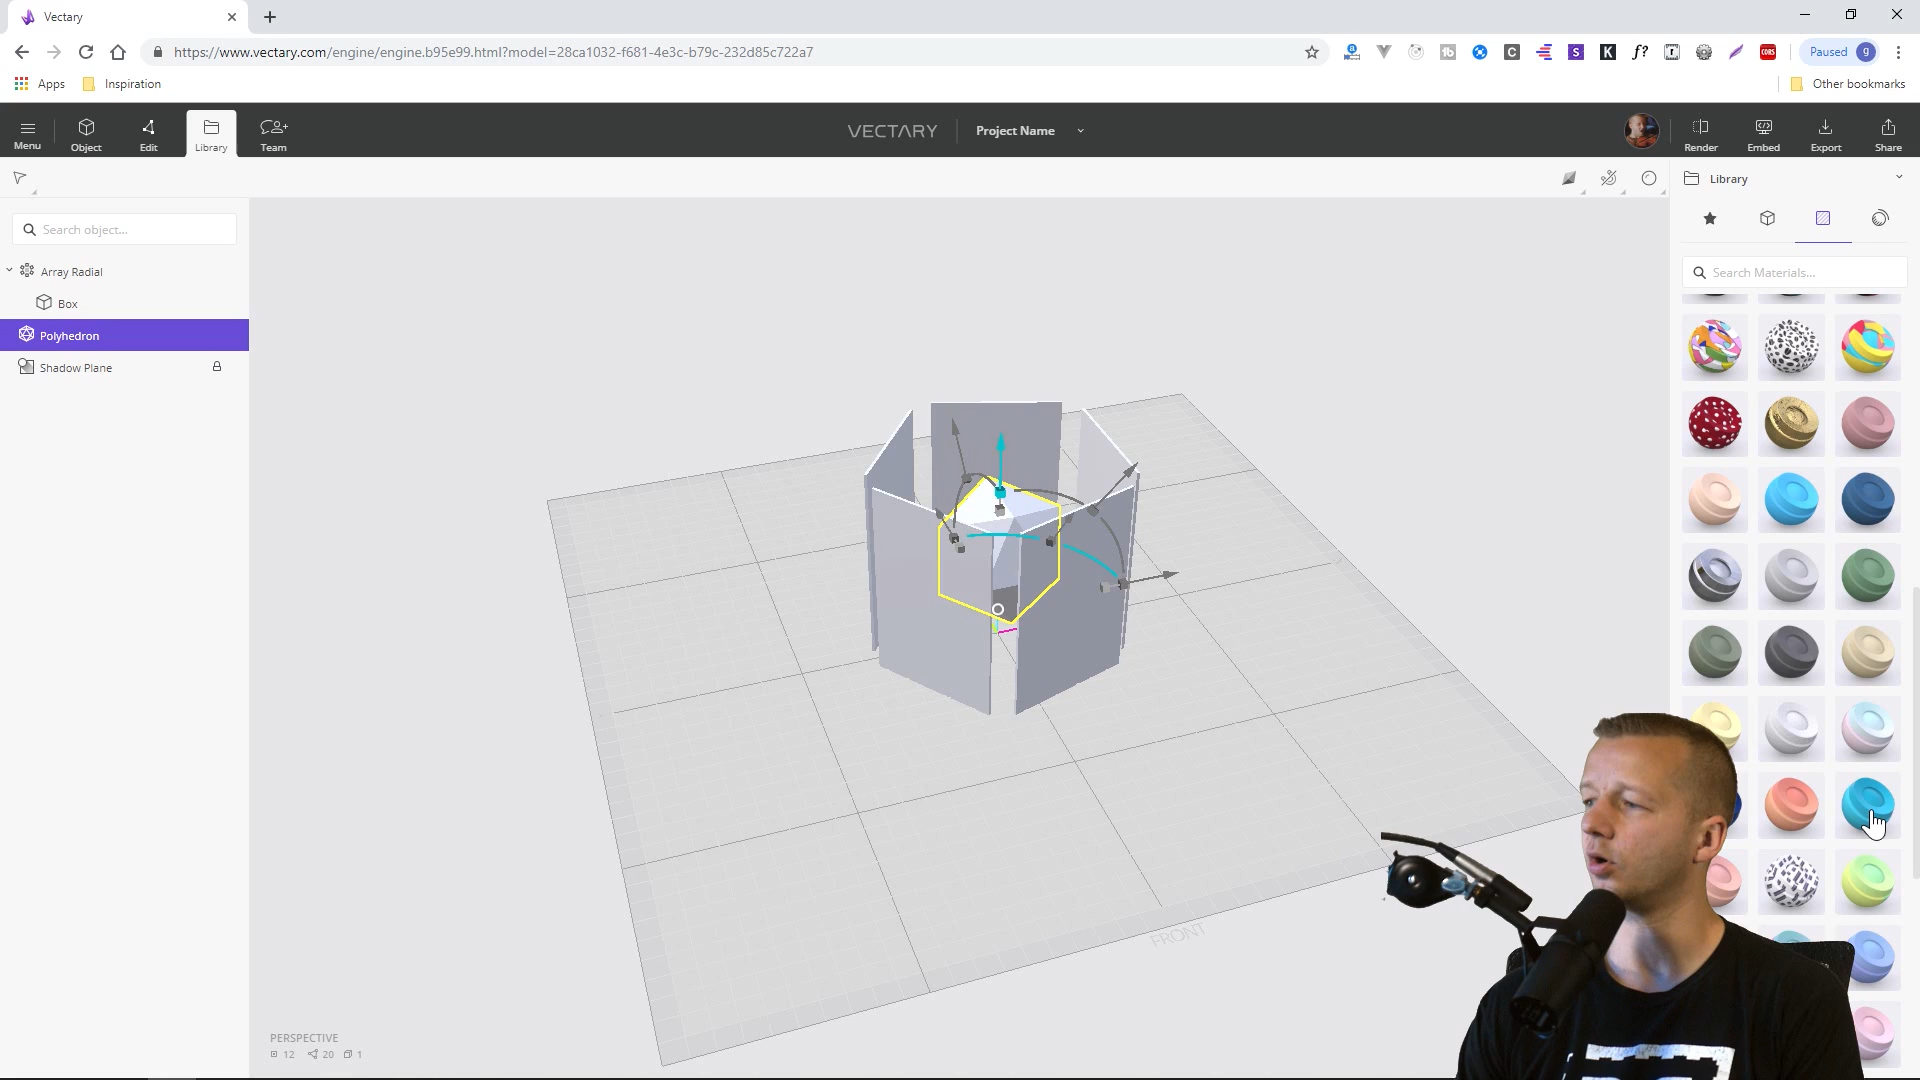 Vectary
https://www.vectary.com/engine/engine.b95e99.html?model=28ca1032-f681-4e3c-b79c-232d85c722a7
Paused
g
Apps
Inspiration
Other bookmarks
Menu
Object
Edit
Library
Team
VECTARY
Project Name
Render
Embed
Export
Share
Search object...
Library
Array Radial
Box
Polyhedron
Shadow Plane
Search Materials...
FRONT
PERSPECTIVE
12
20
1